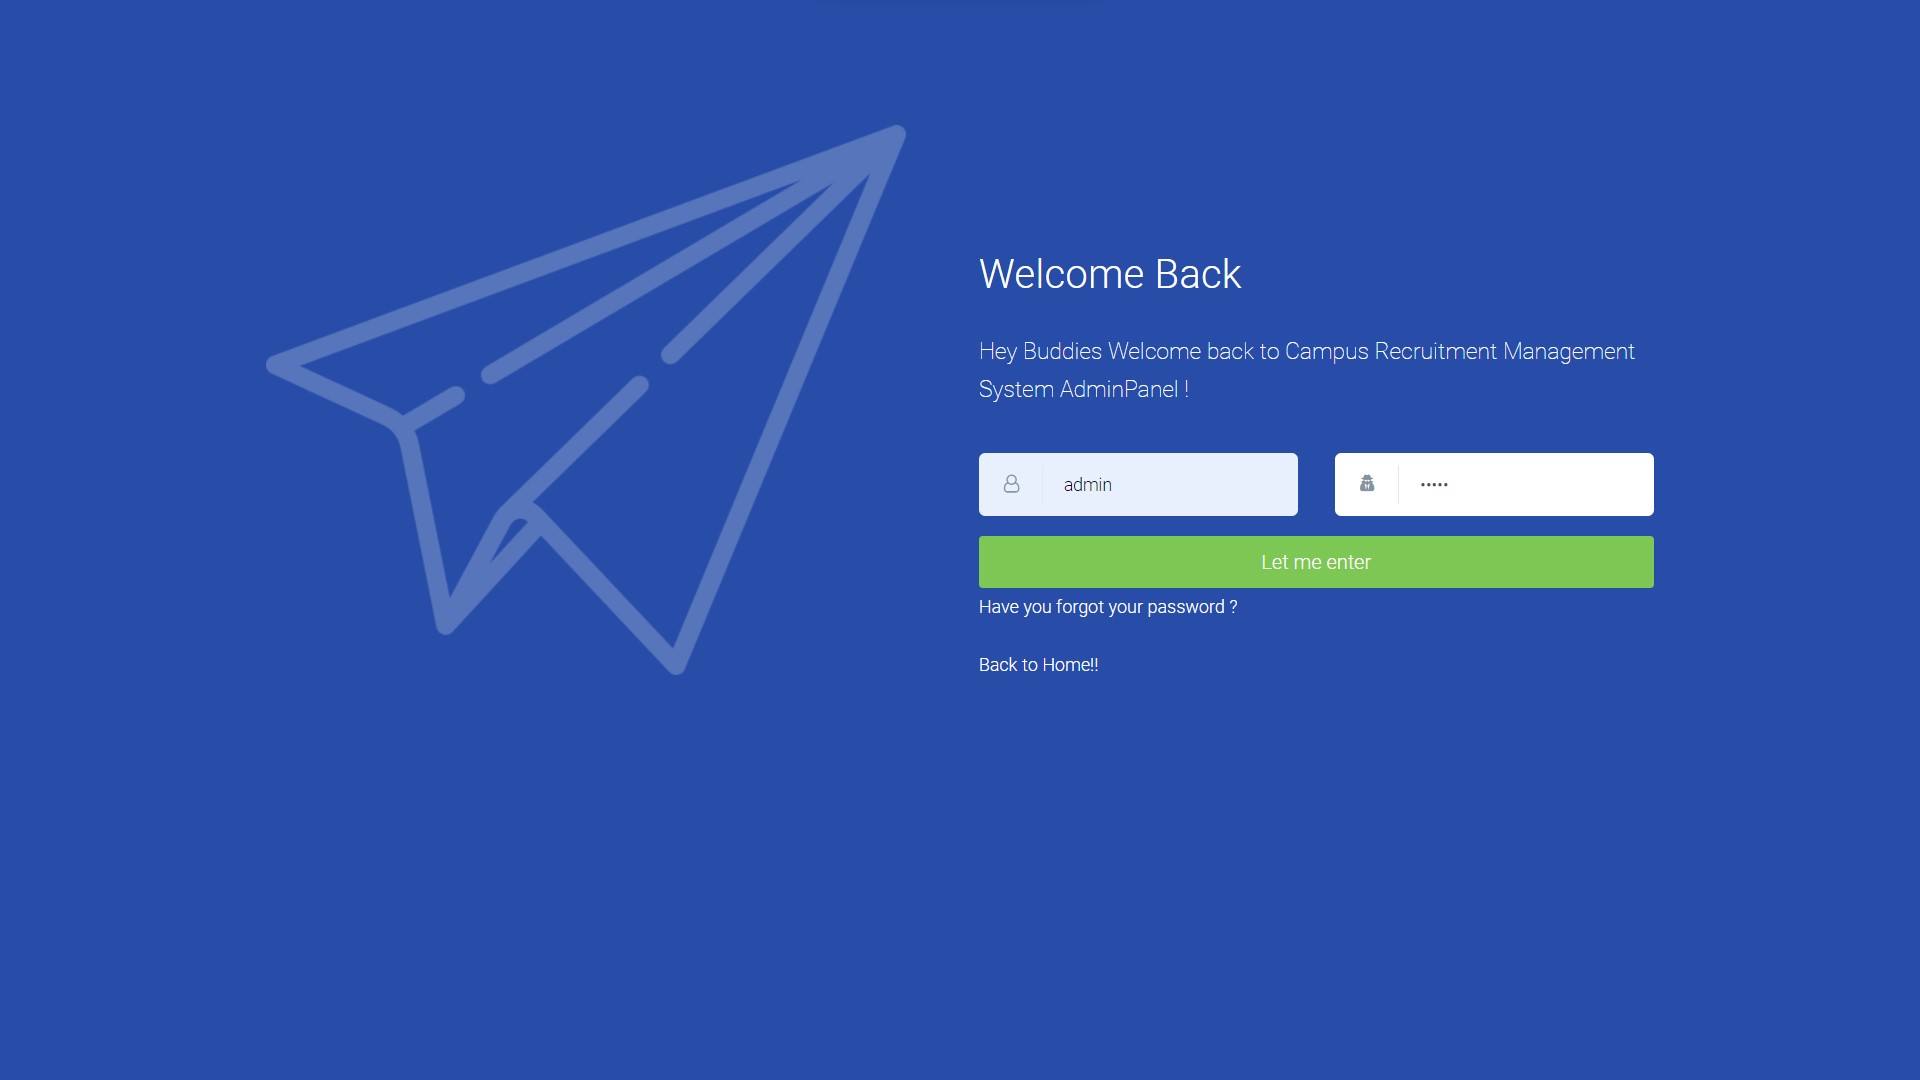 Welcome Back
Hey Buddies Welcome back to Campus Recruitment Management
System AdminPanel !
admin
•••••
Let me enter
Have you forgot your password ?
Back to Home!!